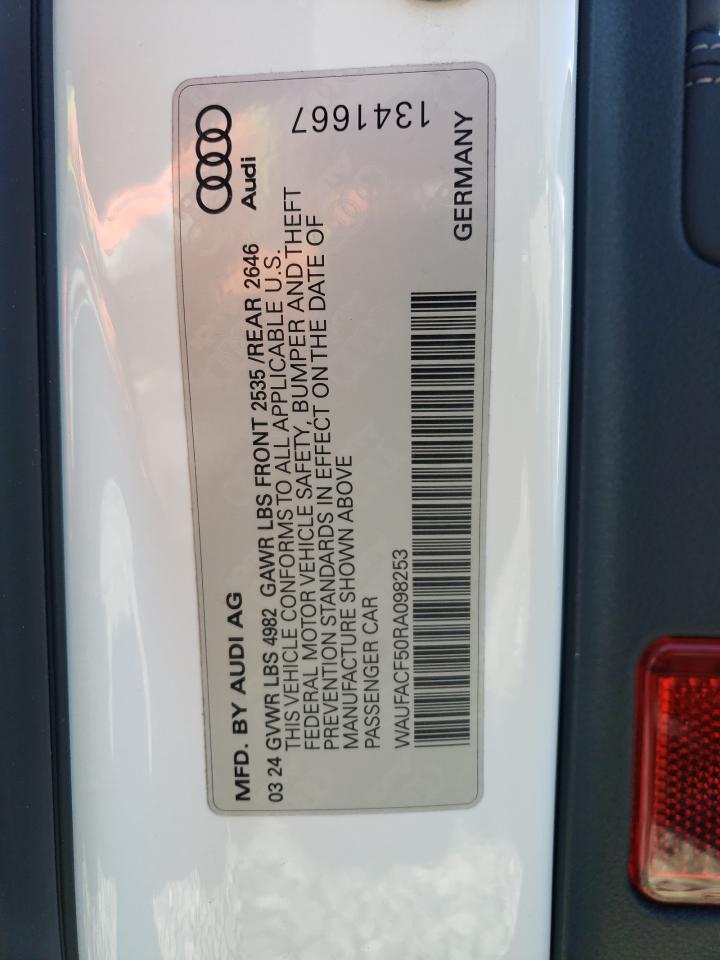 MFD. BY AUDI AG
Audi
03 24 GVWR LBS 4982 GAWR LBS FRONT 2535 /REAR 2646
THIS VEHICLE CONFORMS TO ALL APPLICABLE U.S.
FEDERAL MOTOR VEHICLE SAFETY, BUMPER AND THEFT
PREVENTION STANDARDS IN EFFECT ON THE DATE OF
MANUFACTURE SHOWN ABOVE
PASSENGER CAR
1341667
WAUFACF50RA098253
GERMANY